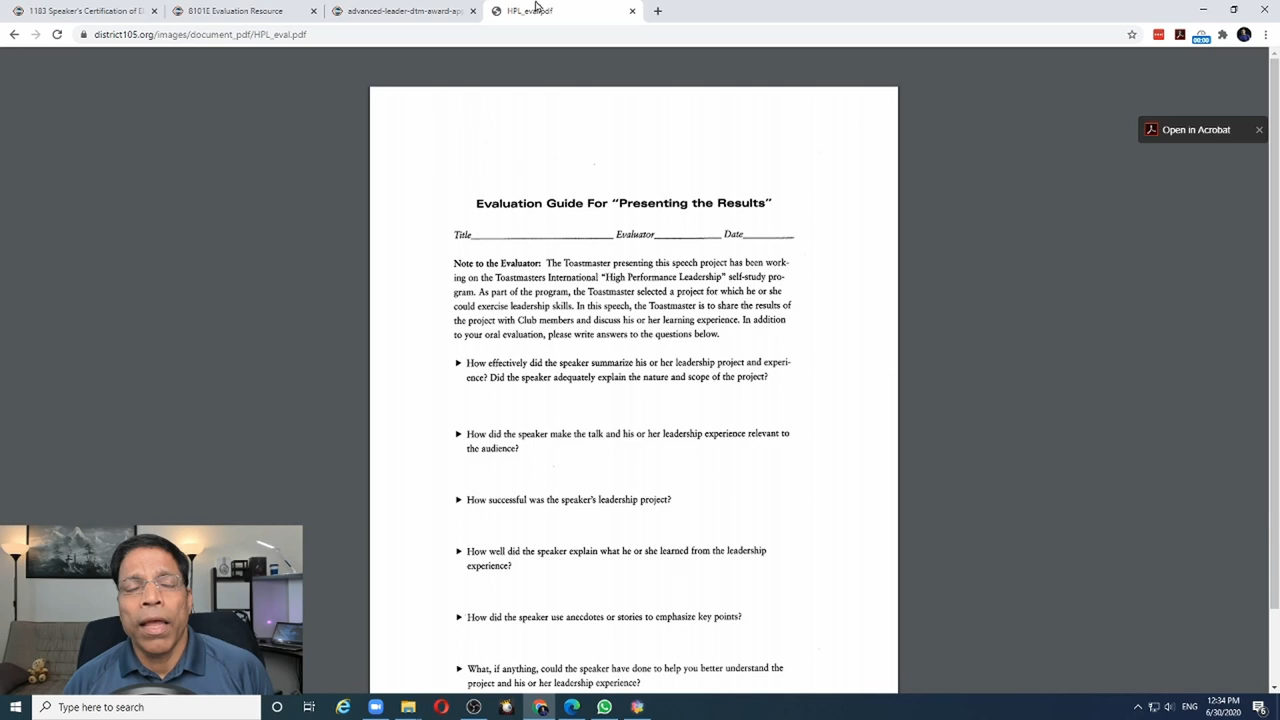 1183 Speaker's Certification of El
8101E Evaluation Resource
advanced-leader-dtm-award-app
HPL_eval.pdf
district105.org/images/document_pdf/HPL_eval.pdf
00:00
Open in Acrobat
Evaluation Guide For "Presenting the Results"
Title Evaluator Date
Note to the Evaluator: The Toastmaster presenting this speech project has been work-
ing on the Toastmasters International "High Performance Leadership" self-study pro-
gram. As part of the program, the Toastmaster selected a project for which he or she
could exercise leadership skills. In this speech, the Toastmaster is to share the results of
the project with Club members and discuss his or her learning experience. In addition
to your oral evaluation, please write answers to the questions below.
► How effectively did the speaker summarize his or her leadership project and experi-
ence? Did the speaker adequately explain the nature and scope of the project?
► How did the speaker make the talk and his or her leadership experience relevant to
the audience?
► How successful was the speaker's leadership project?
► How well did the speaker explain what he or she learned from the leadership
experience?
► How did the speaker use anecdotes or stories to emphasize key points?
► What, if anything, could the speaker have done to help you better understand the
project and his or her leadership experience?
Type here to search
ENG
12:34 PM
6/30/2020
6